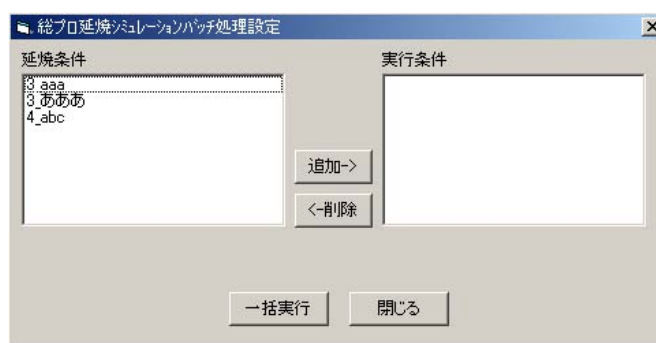 総プロ延焼シミュレーションバッチ処理設定
延焼条件
実行条件
3_aaa
3_あああ
4_abc
追加->
<-削除
一括実行
閉じる